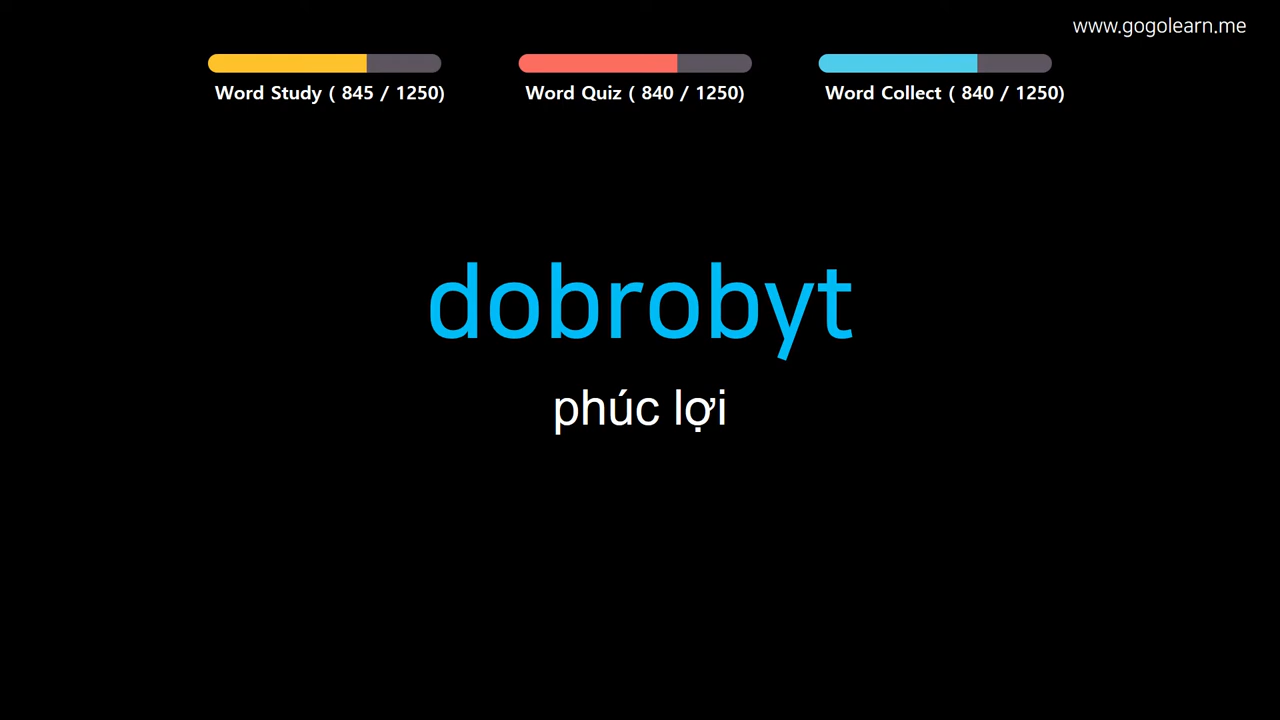 www.gogolearn.me
Word Study ( 845 / 1250)
Word Quiz ( 840 / 1250)
Word Collect ( 840 / 1250)
dobrobyt
phúc lợi